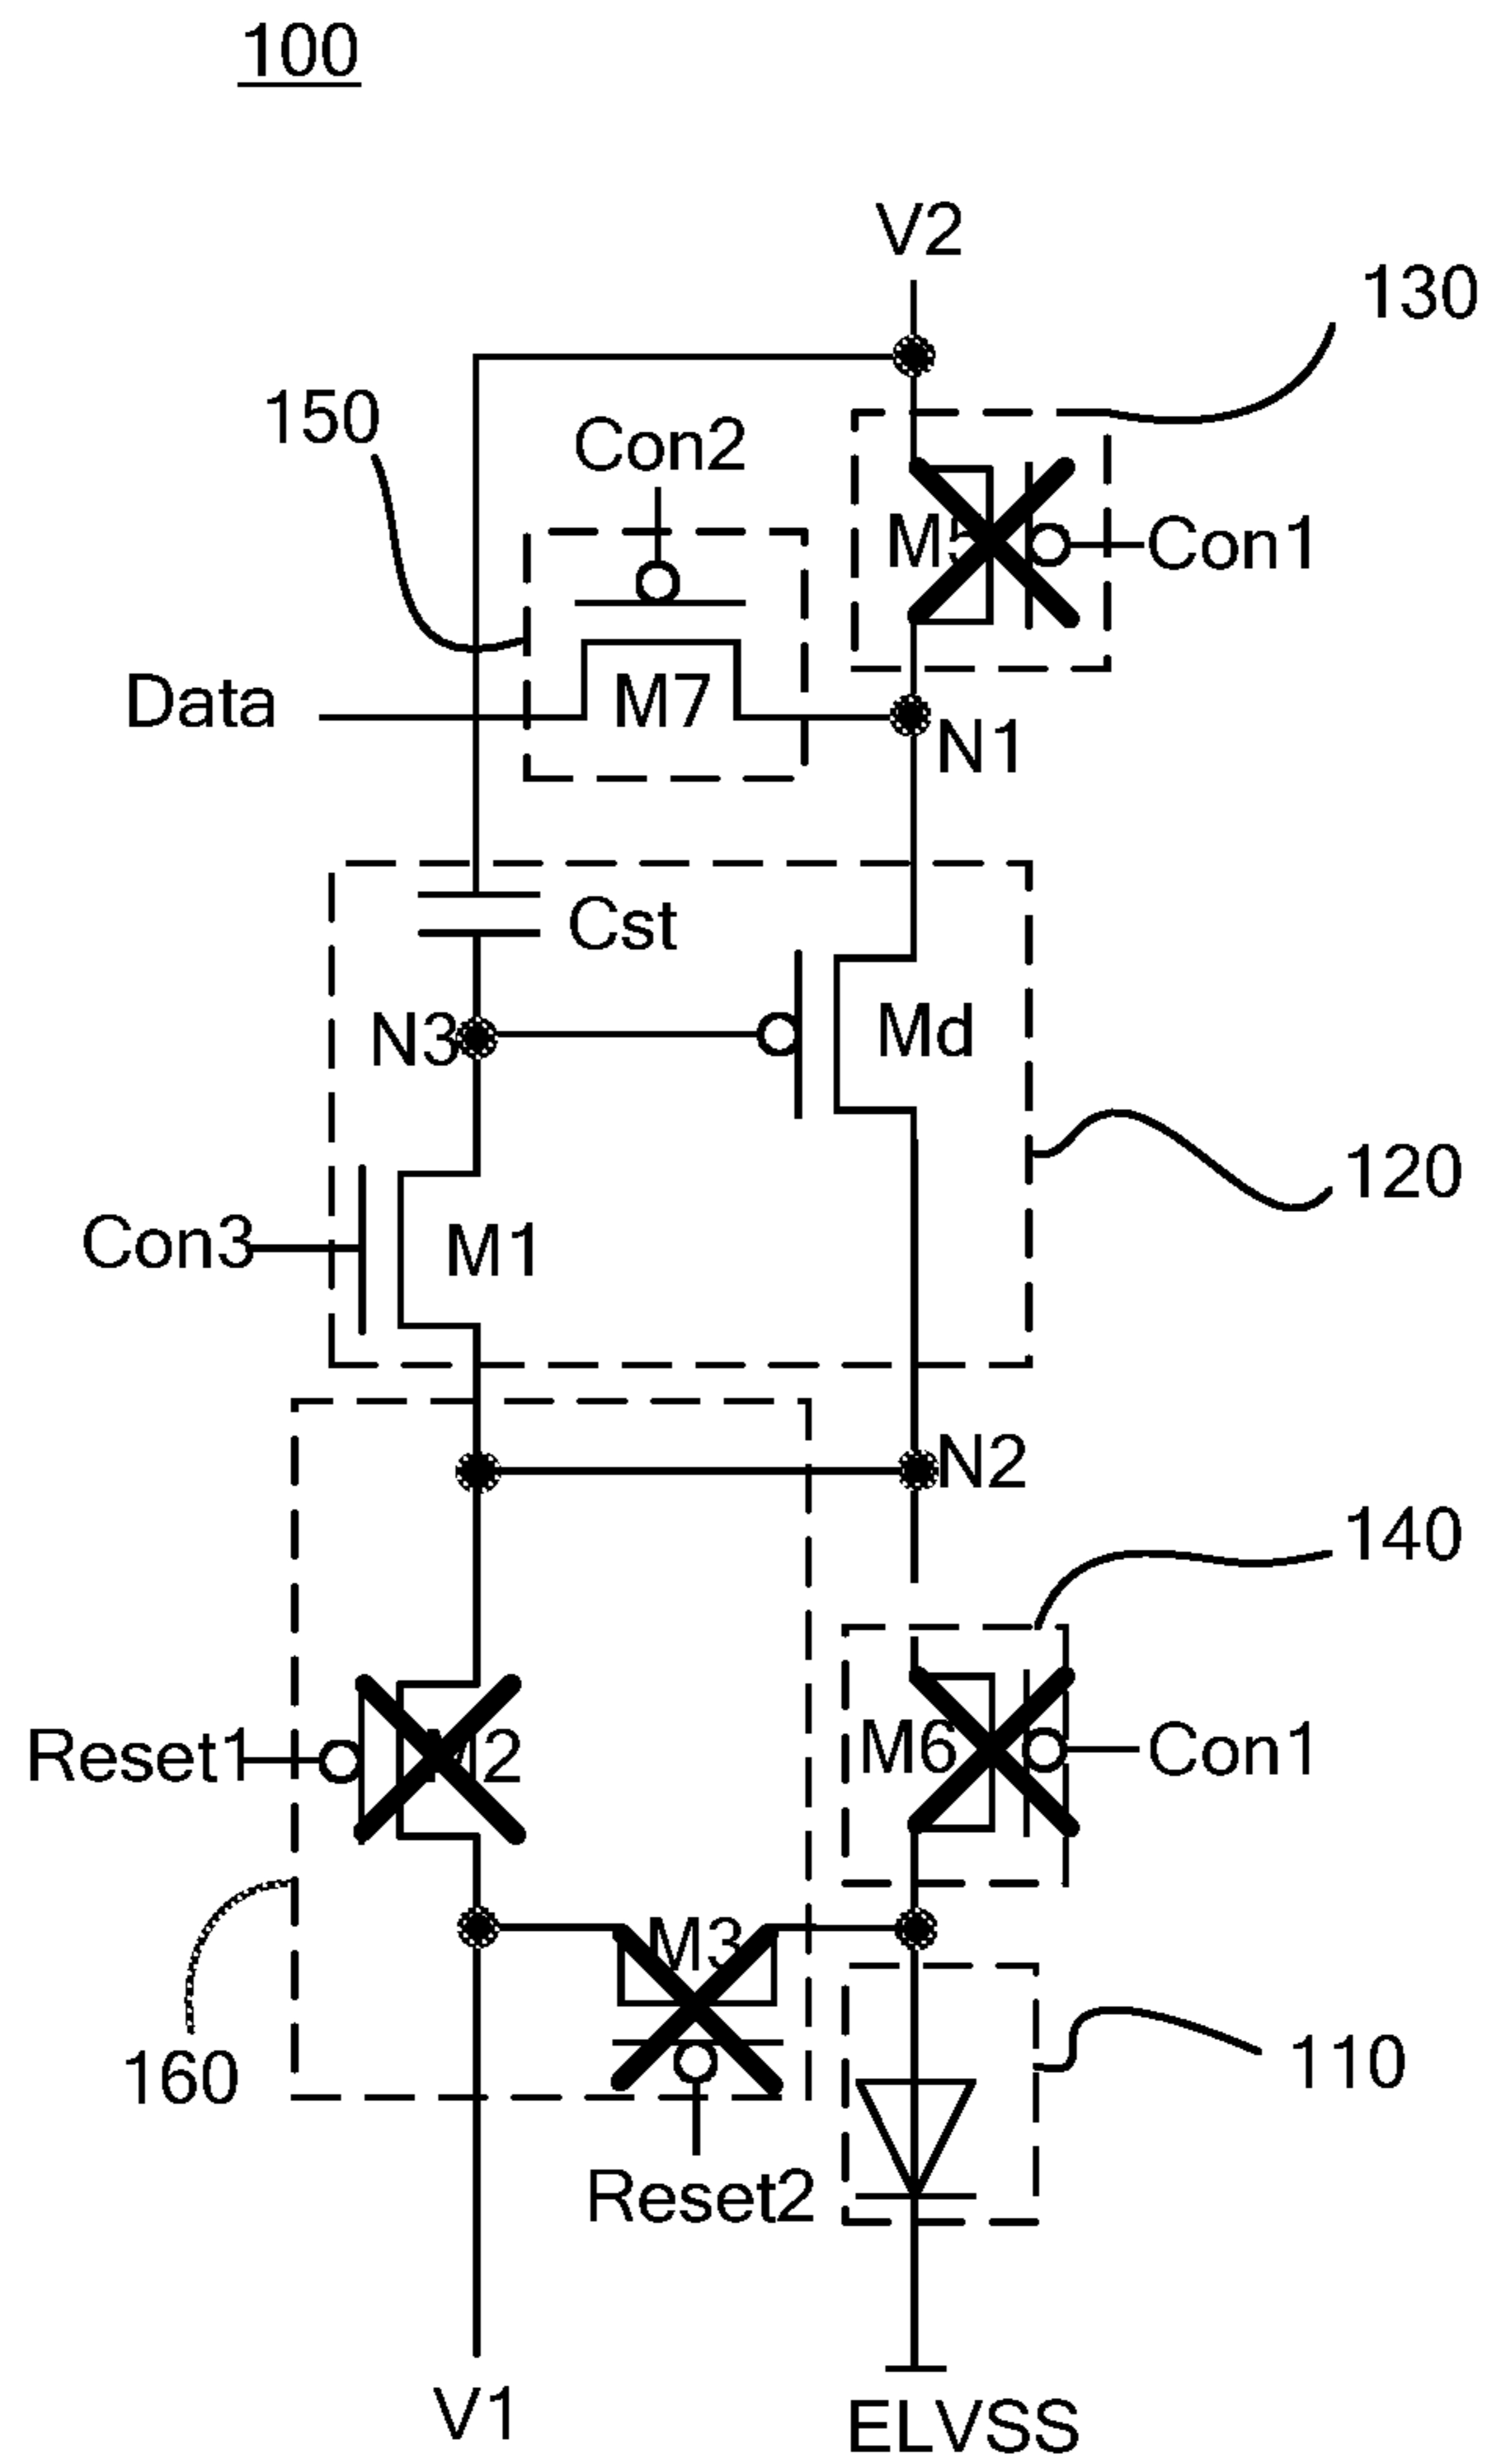 100
V2
130
150
Con2
M5
Con1
Data
M7
N1
Cst
N3
Md
120
Con3
M1
N2
140
Reset1
M2
M6
Con1
M3
160
110
Reset2
V1
ELVSS